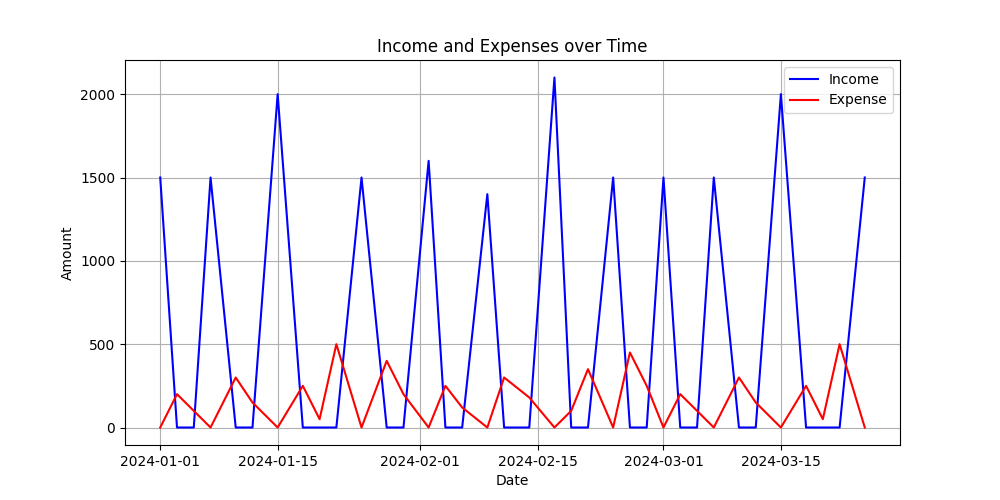 Income and Expenses over Time
Income
Expense
2000
1500
1000
500
0
Amount
2024-01-01 2024-01-15 2024-02-01 2024-02-15 2024-03-01 2024-03-15
Date